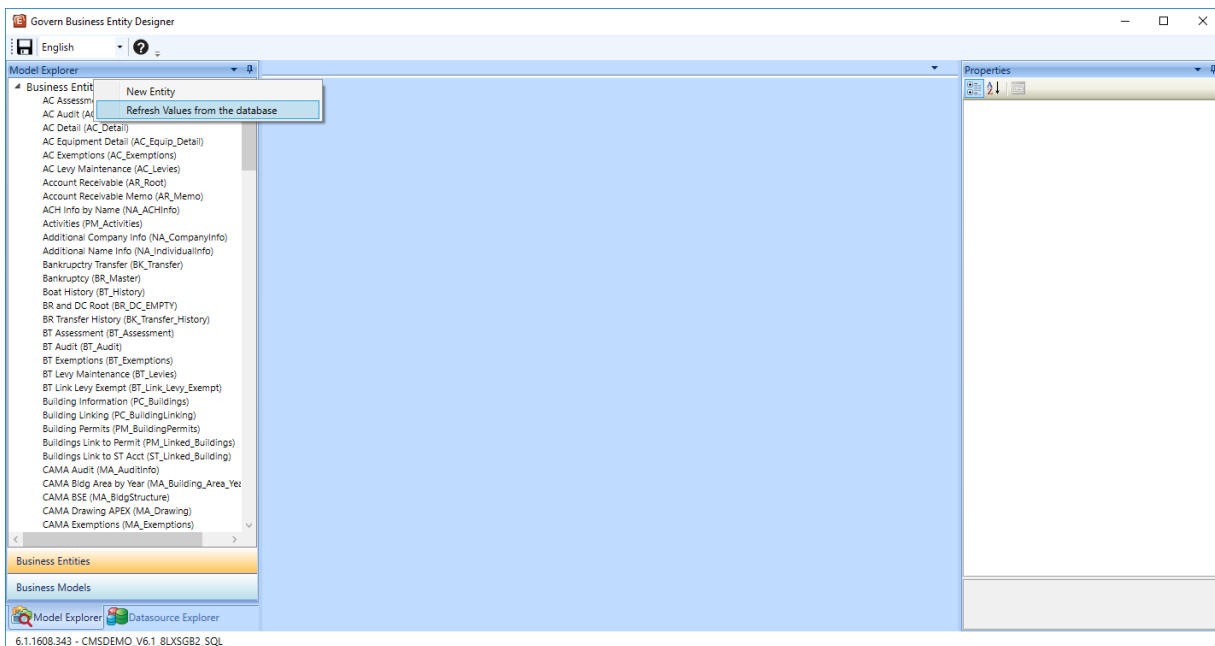 Govern Business Entity Designer
English
Model Explorer
Properties
Business Entit
New Entity
Refresh Values from the database
AC Assessm
AC Audit (AC
AC Detail (AC_Detail)
AC Equipment Detail (AC_Equip_Detail)
AC Exemptions (AC_Exemptions)
AC Levy Maintenance (AC_Levies)
Account Receivable (AR_Root)
Account Receivable Memo (AR_Memo)
ACH Info by Name (NA_ACHInfo)
Activities (PM_Activities)
Additional Company Info (NA_CompanyInfo)
Additional Name Info (NA_IndividualInfo)
Bankrupctry Transfer (BK_Transfer)
Bankruptcy (BR_Master)
Boat History (BT_History)
BR and DC Root (BR_DC_EMPTY)
BR Transfer History (BK_Transfer_History)
BT Assessment (BT_Assessment)
BT Audit (BT_Audit)
BT Exemptions (BT_Exemptions)
BT Levy Maintenance (BT_Levies)
BT Link Levy Exempt (BT_Link_Levy_Exempt)
Building Information (PC_Buildings)
Building Linking (PC_BuildingLinking)
Building Permits (PM_BuildingPermits)
Buildings Link to Permit (PM_Linked_Buildings)
Buildings Link to ST Acct (ST_Linked_Building)
CAMA Audit (MA_AuditInfo)
CAMA Bldg Area by Year (MA_Building_Area_Yea
CAMA BSE (MA_BldgStructure)
CAMA Drawing APEX (MA_Drawing)
CAMA Exemptions (MA_Exemptions)
Business Entities
Business Models
Model Explorer
Datasource Explorer
6.1.1608.343 - CMSDEMO_V6.1_8LXSGB2_SQL